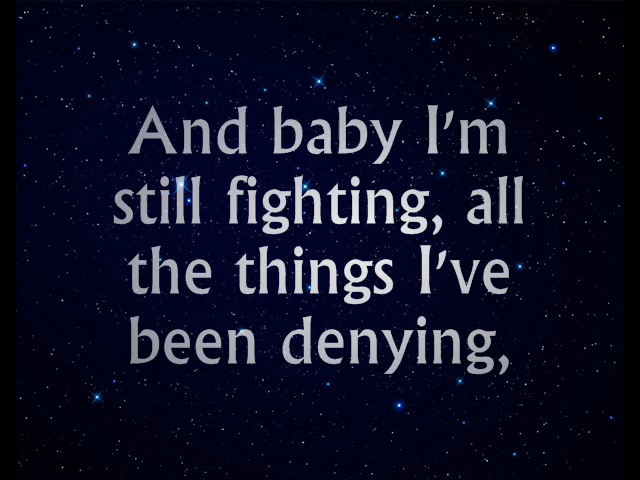 And baby I'm
still fighting, all
the things I've
been denying,